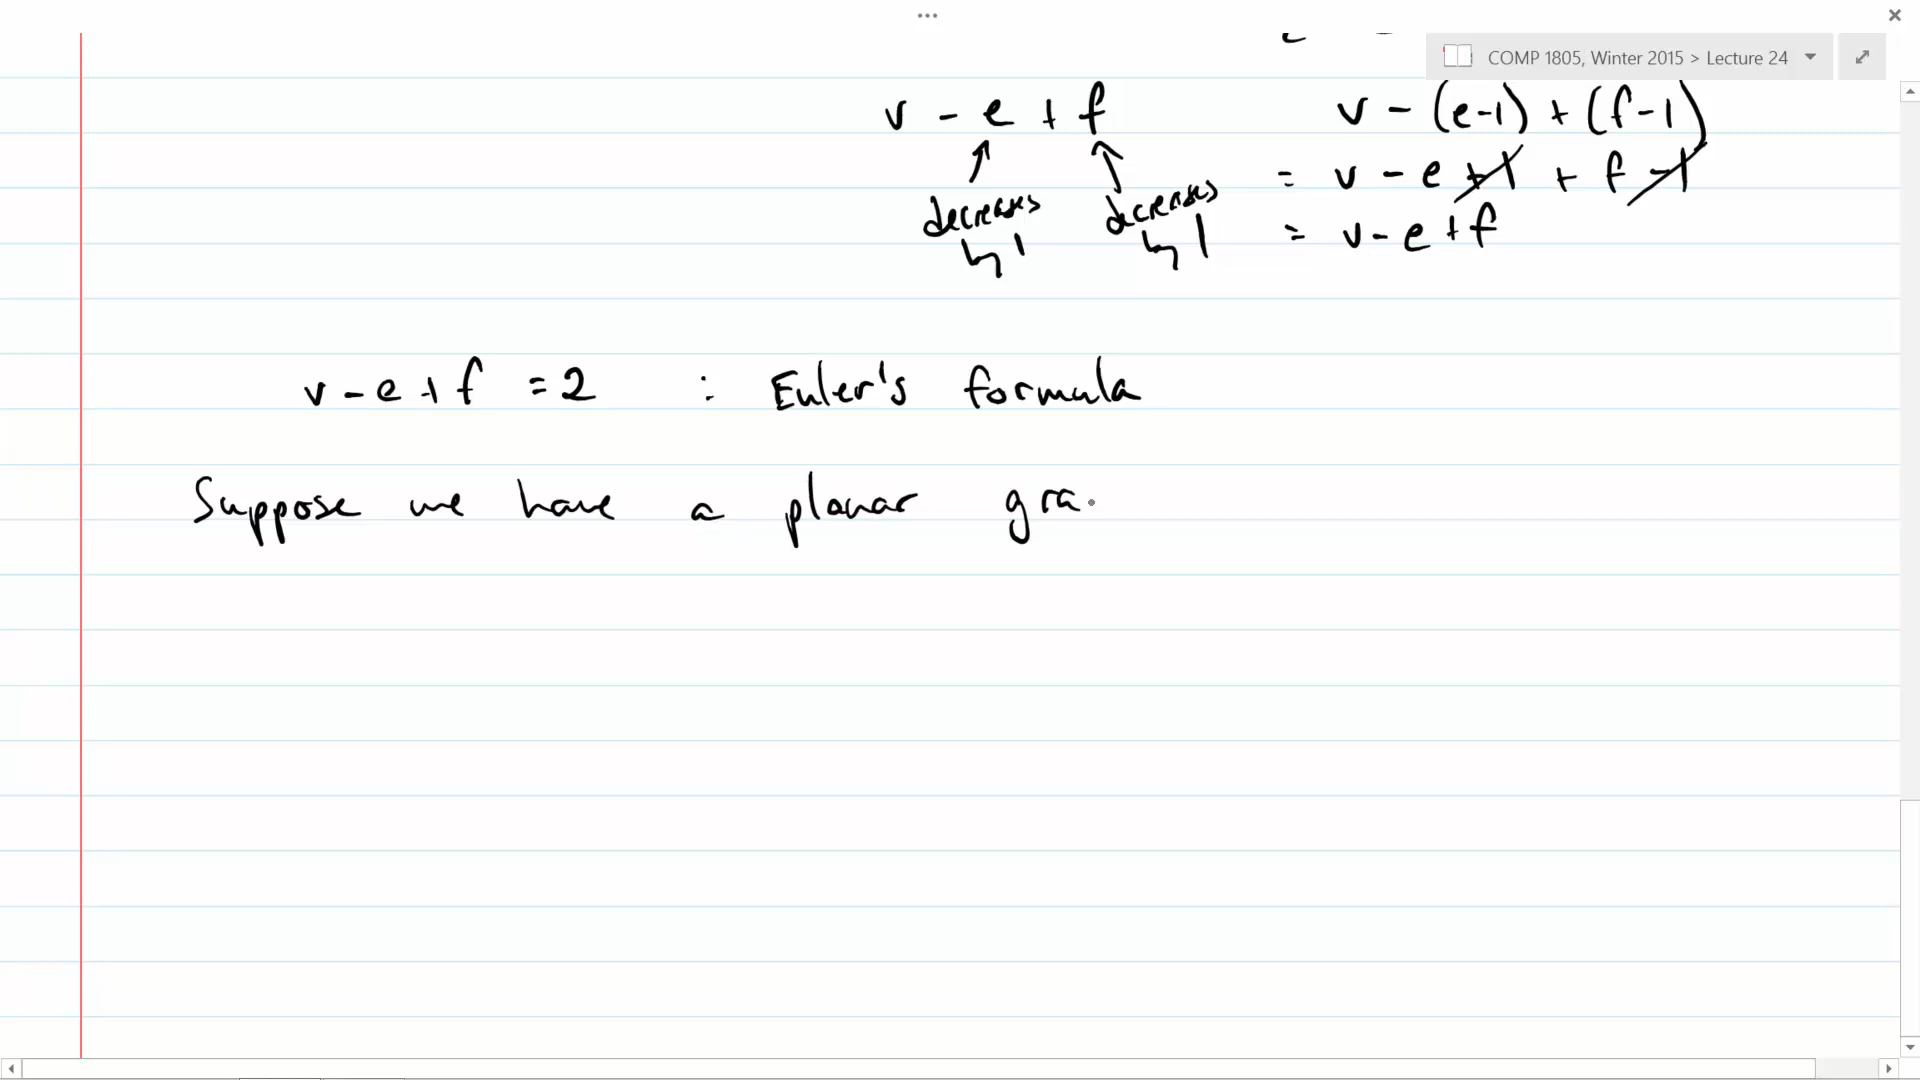 COMP 1805, Winter 2015 > Lecture 24
v - e + f v - (e-1) + (f-1)
= v - e +1 + f -1
decreases by 1 decreases by 1 = v - e + f
v - e + f = 2 : Euler's formula
Suppose we have a planar gra